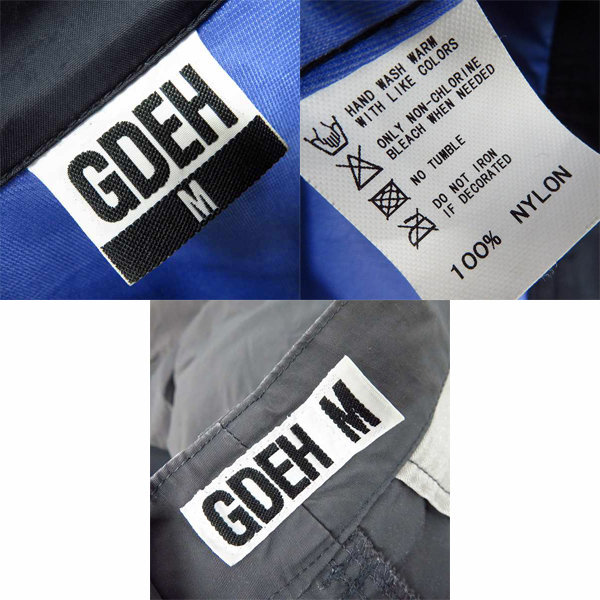 GDEH
M
HAND WASH WARM
WITH LIKE COLORS
ONLY NON-CHLORINE
BLEACH WHEN NEEDED
NO TUMBLE
DO NOT IRON
IF DECORATED
100% NYLON
GDEH M